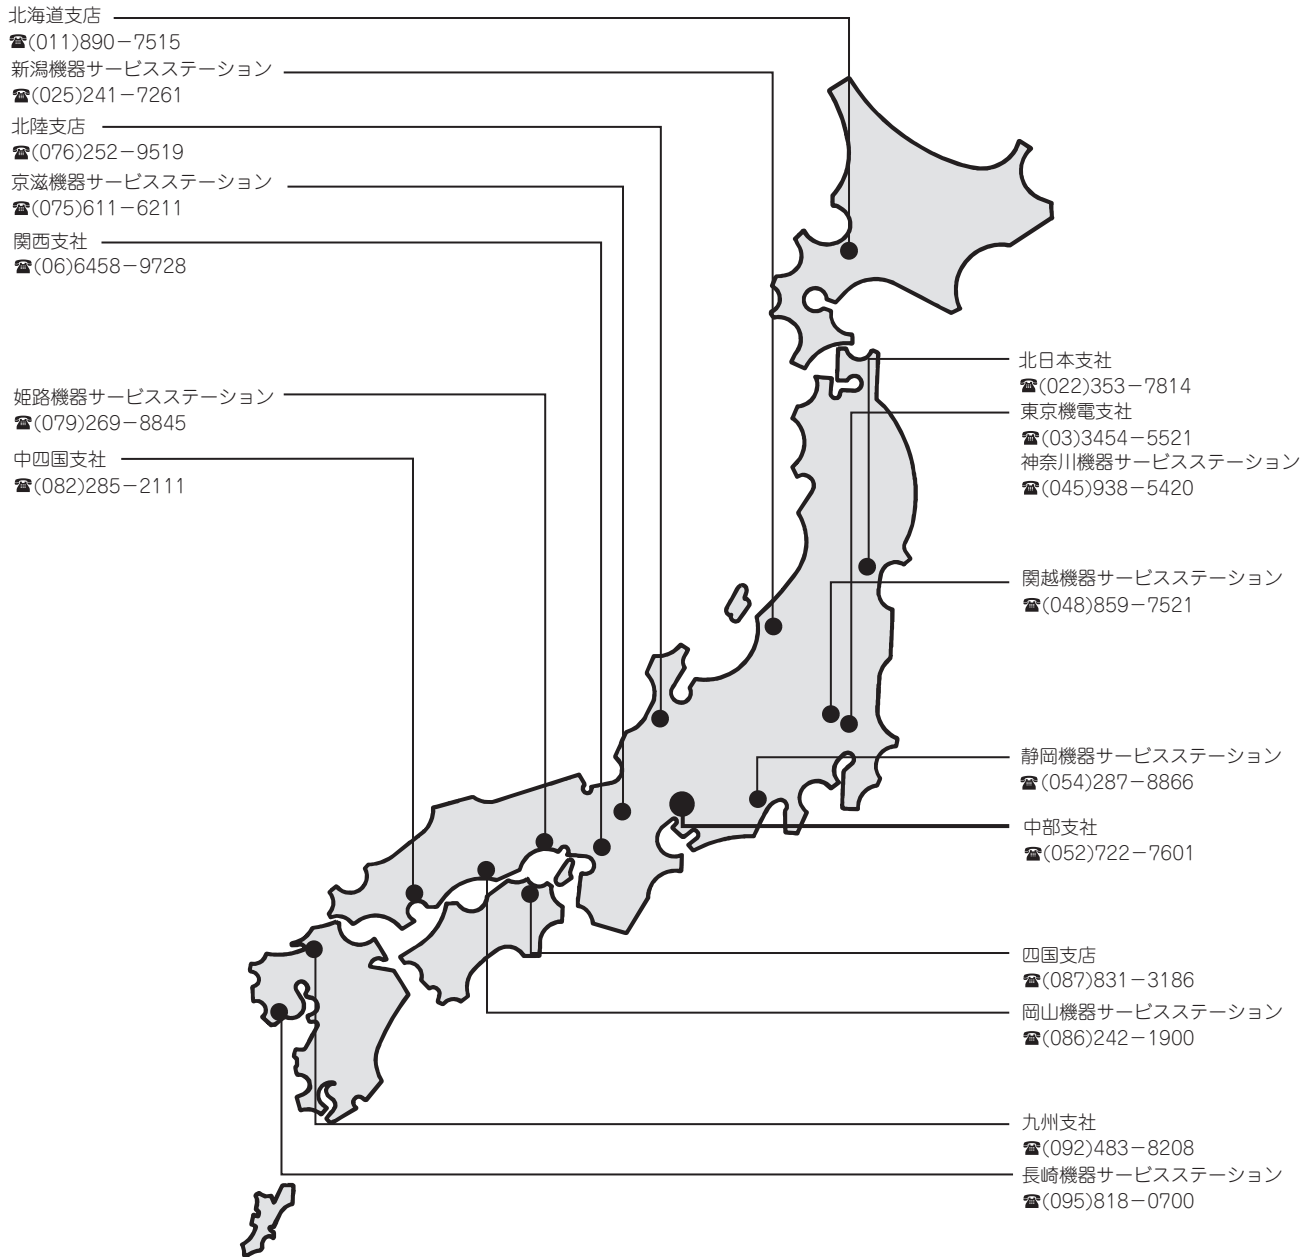 北海道支店
☎(011)890−7515
新潟機器サービスステーション
☎(025)241−7261
北陸支店
☎(076)252−9519
京滋機器サービスステーション
☎(075)611−6211
関西支社
☎(06)6458−9728
姫路機器サービスステーション
☎(079)269−8845
中四国支社
☎(082)285−2111
北日本支社
☎(022)353−7814
東京機電支社
☎(03)3454−5521
神奈川機器サービスステーション
☎(045)938−5420
関越機器サービスステーション
☎(048)859−7521
静岡機器サービスステーション
☎(054)287−8866
中部支社
☎(052)722−7601
四国支店
☎(087)831−3186
岡山機器サービスステーション
☎(086)242−1900
九州支社
☎(092)483−8208
長崎機器サービスステーション
☎(095)818−0700